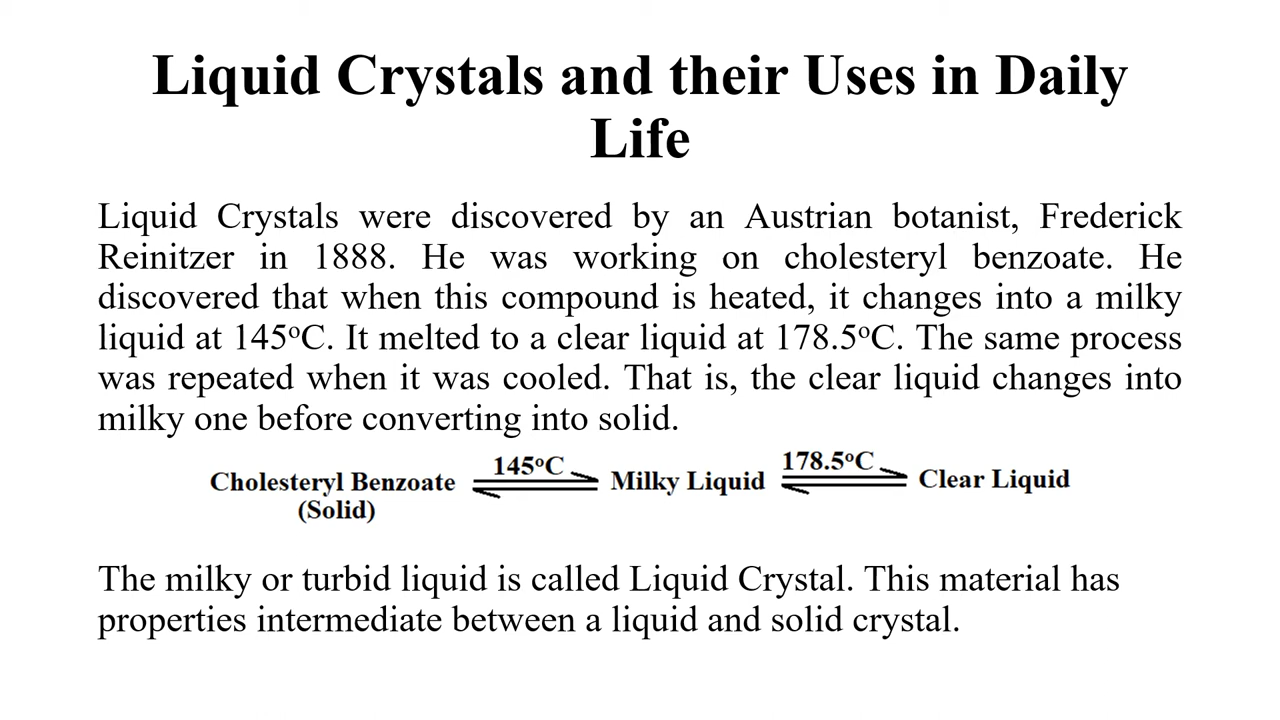 Liquid Crystals and their Uses in Daily
Life
Liquid Crystals were discovered by an Austrian botanist, Frederick
Reinitzer in 1888. He was working on cholesteryl benzoate. He
discovered that when this compound is heated, it changes into a milky
liquid at 145°C. It melted to a clear liquid at 178.5°C. The same process
was repeated when it was cooled. That is, the clear liquid changes into
milky one before converting into solid.
Cholesteryl Benzoate 145°C Milky Liquid 178.5°C Clear Liquid
(Solid)
The milky or turbid liquid is called Liquid Crystal. This material has
properties intermediate between a liquid and solid crystal.